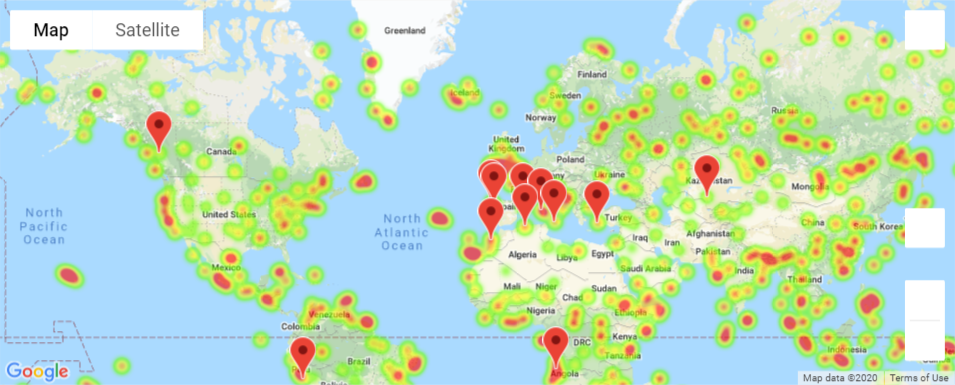 Map
Satellite
Greenland
Iceland
Finland
Sweden
Norway
Russia
Canada
United
Kingdom
Poland
Ukraine
Kazakhstan
Mongolia
North
Pacific
Ocean
United States
North
Atlantic
Ocean
Turkey
China
South Korea
Afghanistan
Iraq
Iran
Pakistan
Algeria
Libya
Egypt
Saudi Arabia
India
Mexico
Mali
Niger
Chad
Sudan
Thailand
Nigeria
Ethiopia
Venezuela
Colombia
DRC
Kenya
Tanzania
Indonesia
Brazil
Angola
Bolivia
Google
Map data ©2020
Terms of Use